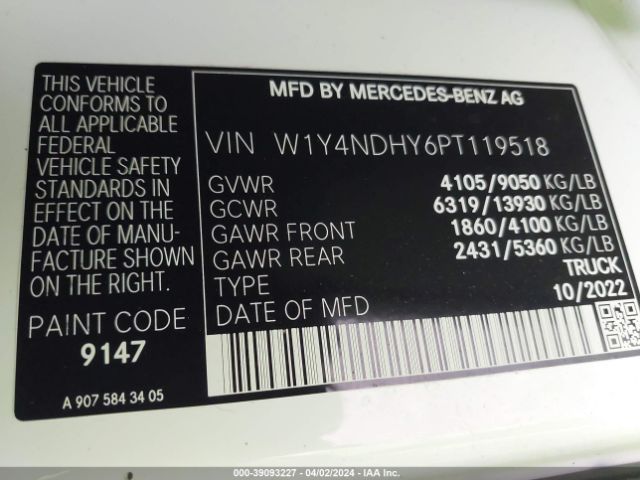 THIS VEHICLE
CONFORMS TO
ALL APPLICABLE
FEDERAL
VEHICLE SAFETY
STANDARDS IN
EFFECT ON THE
DATE OF MANU-
FACTURE SHOWN
ON THE RIGHT.
PAINT CODE
9147
A 907 584 34 05
MFD BY MERCEDES-BENZ AG
VIN W1Y4NDHY6PT119518
GVWR 4105/9050 KG/LB
GCWR 6319/13930 KG/LB
GAWR FRONT 1860/4100 KG/LB
GAWR REAR 2431/5360 KG/LB
TYPE TRUCK
DATE OF MFD 10/2022
000-39093227 - 04/02/2024 - IAA Inc.